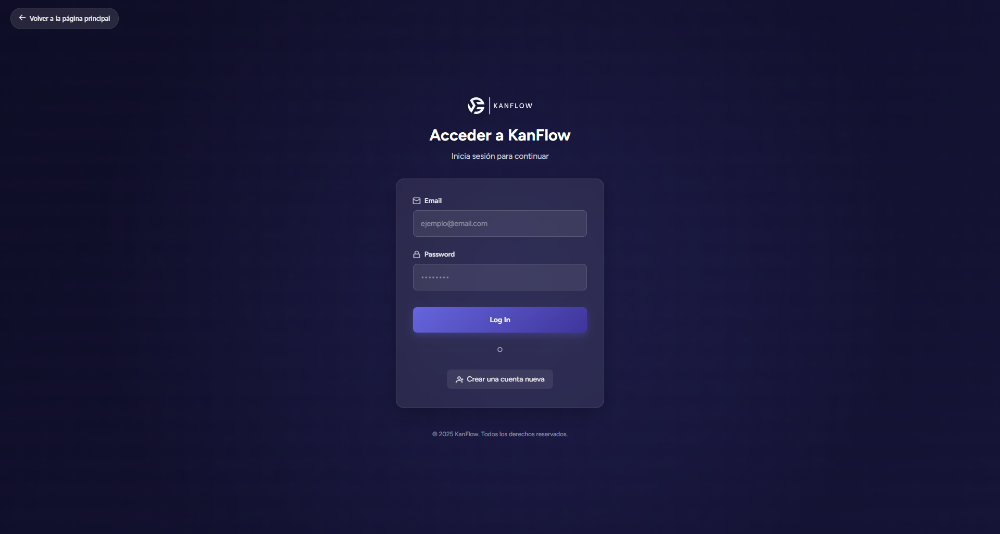 Volver a la página principal
KANFLOW
Acceder a KanFlow
Inicia sesión para continuar
Email
ejemplo@email.com
Password
••••••••
Log In
O
Crear una cuenta nueva
© 2025 KanFlow. Todos los derechos reservados.